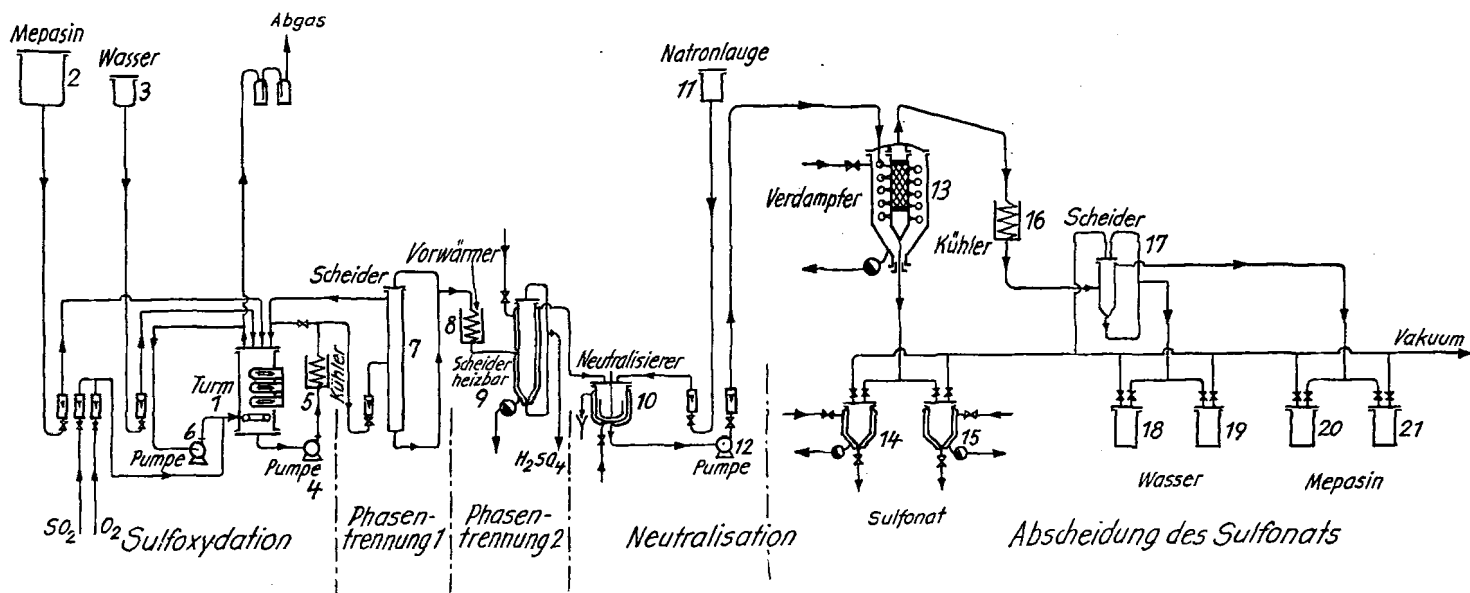 Abgas
Mepasin
2
Wasser
3
Natronlauge
11
Verdampfer
13
Kühler
16
Scheider
17
Vorwärmer
Scheider
8
7
Turm
1
5
Kühler
Scheider
heizbar
9
Neutralisierer
10
6
Pumpe
Pumpe
4
H2SO4
12
Pumpe
14
15
Vakuum
18
19
20
21
Wasser
Mepasin
Sulfonat
SO2
O2
Sulfoxydation
Phasen-
trennung 1
Phasen-
trennung 2
Neutralisation
Abscheidung des Sulfonats